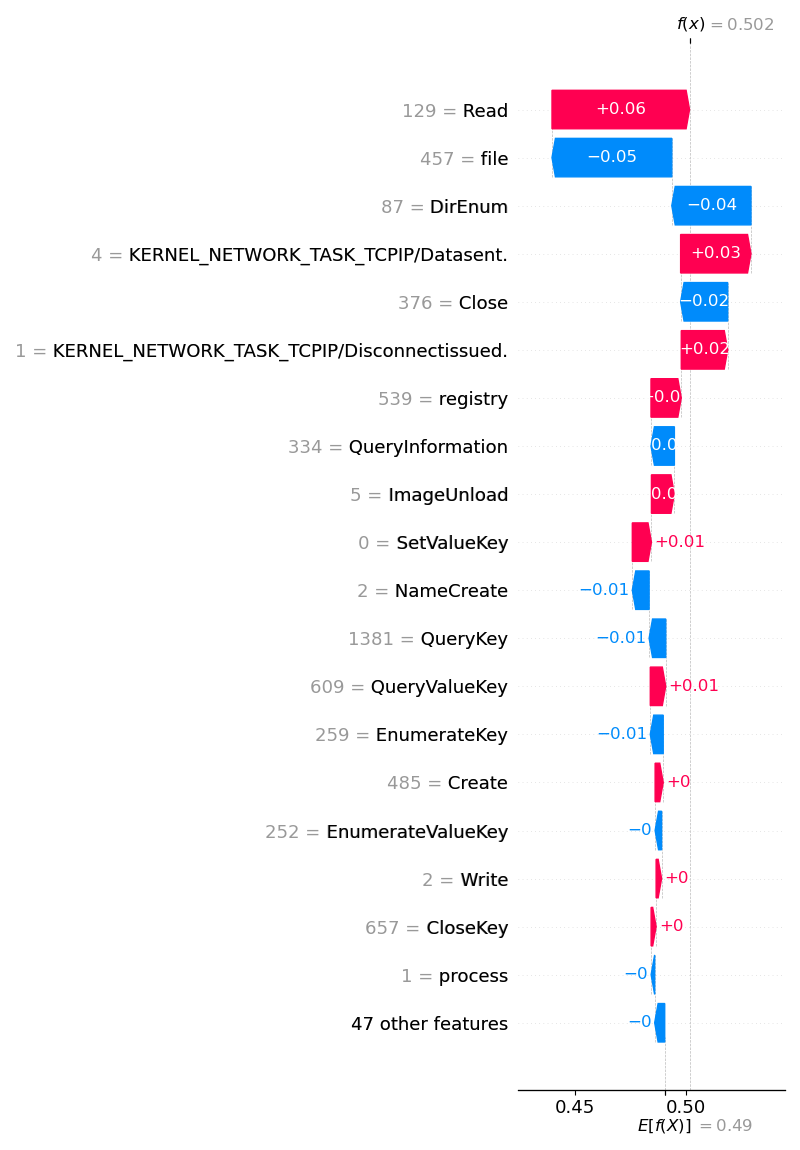 f(x) = 0.502
129 = Read +0.06
457 = file −0.05
87 = DirEnum −0.04
4 = KERNEL_NETWORK_TASK_TCPIP/Datasent. +0.03
376 = Close −0.02
1 = KERNEL_NETWORK_TASK_TCPIP/Disconnectissued. +0.02
539 = registry
334 = QueryInformation
5 = ImageUnload
0 = SetValueKey +0.01
2 = NameCreate −0.01
1381 = QueryKey −0.01
609 = QueryValueKey +0.01
259 = EnumerateKey −0.01
485 = Create +0
252 = EnumerateValueKey −0
2 = Write +0
657 = CloseKey +0
1 = process −0
47 other features −0
0.45 0.50
E[f(X)] = 0.49